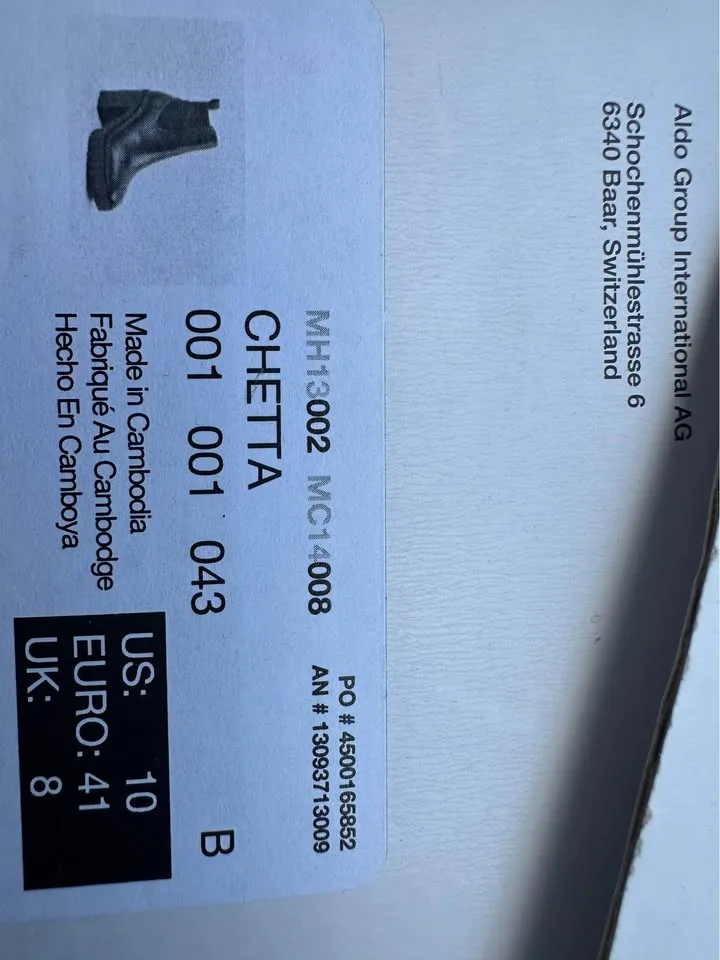 Aldo Group International AG
Schochenmühlestrasse 6
6340 Baar, Switzerland
PO # 4500165852
AN # 13093713009
MH13002 MC14008
CHETTA
001 001 043 B
Made in Cambodia
Fabriqué Au Cambodge
Hecho En Camboya
US: 10
EURO: 41
UK: 8